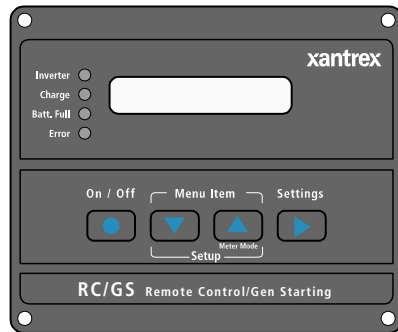 xantrex
Inverter
Charge
Batt. Full
Error
On / Off
Menu Item
Settings
Meter Mode
Setup
RC/GS Remote Control/Gen Starting